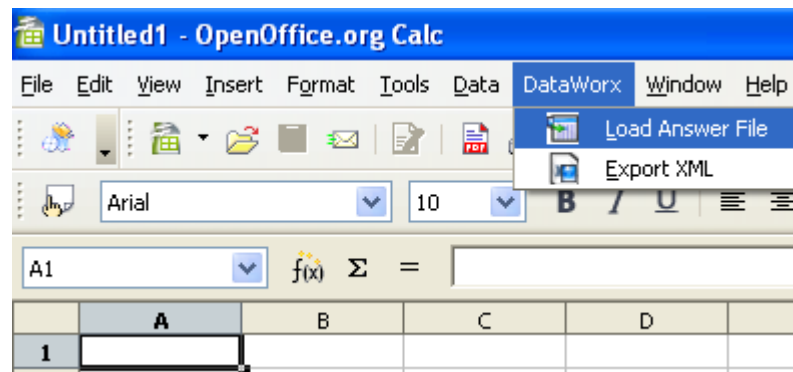 Untitled1 - OpenOffice.org Calc
File Edit View Insert Format Tools Data DataWorx Window Help
Load Answer File
PDF
Export XML
Arial 10 B I U
A1 f(x) Σ =
A B C D
1